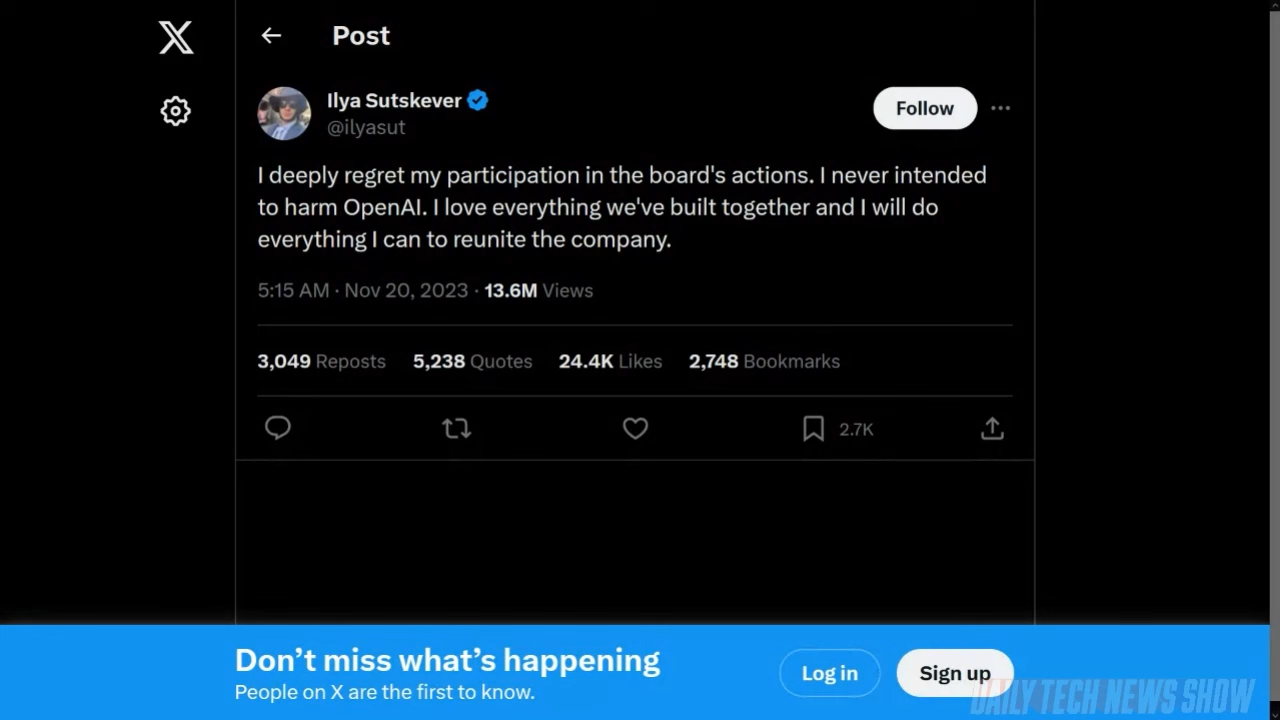 Post
Ilya Sutskever
@ilyasut
Follow
I deeply regret my participation in the board's actions. I never intended
to harm OpenAI. I love everything we've built together and I will do
everything I can to reunite the company.
5:15 AM · Nov 20, 2023 · 13.6M Views
3,049 Reposts 5,238 Quotes 24.4K Likes 2,748 Bookmarks
2.7K
Don’t miss what’s happening
People on X are the first to know.
Log in
Sign up
DAILY TECH NEWS SHOW